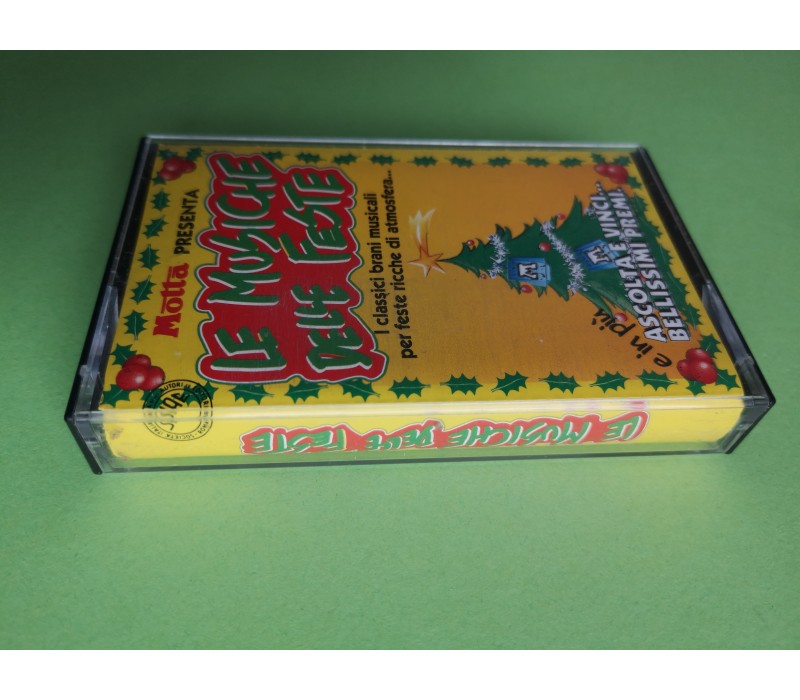 Motta PRESENTA
LE MUSICHE
DELLE FESTE
I classici brani musicali
per feste ricche di atmosfera...
M
M
e in più
ASCOLTA E VINCI...
BELLISSIMI PREMI.
LE MUSICHE DELLE FESTE